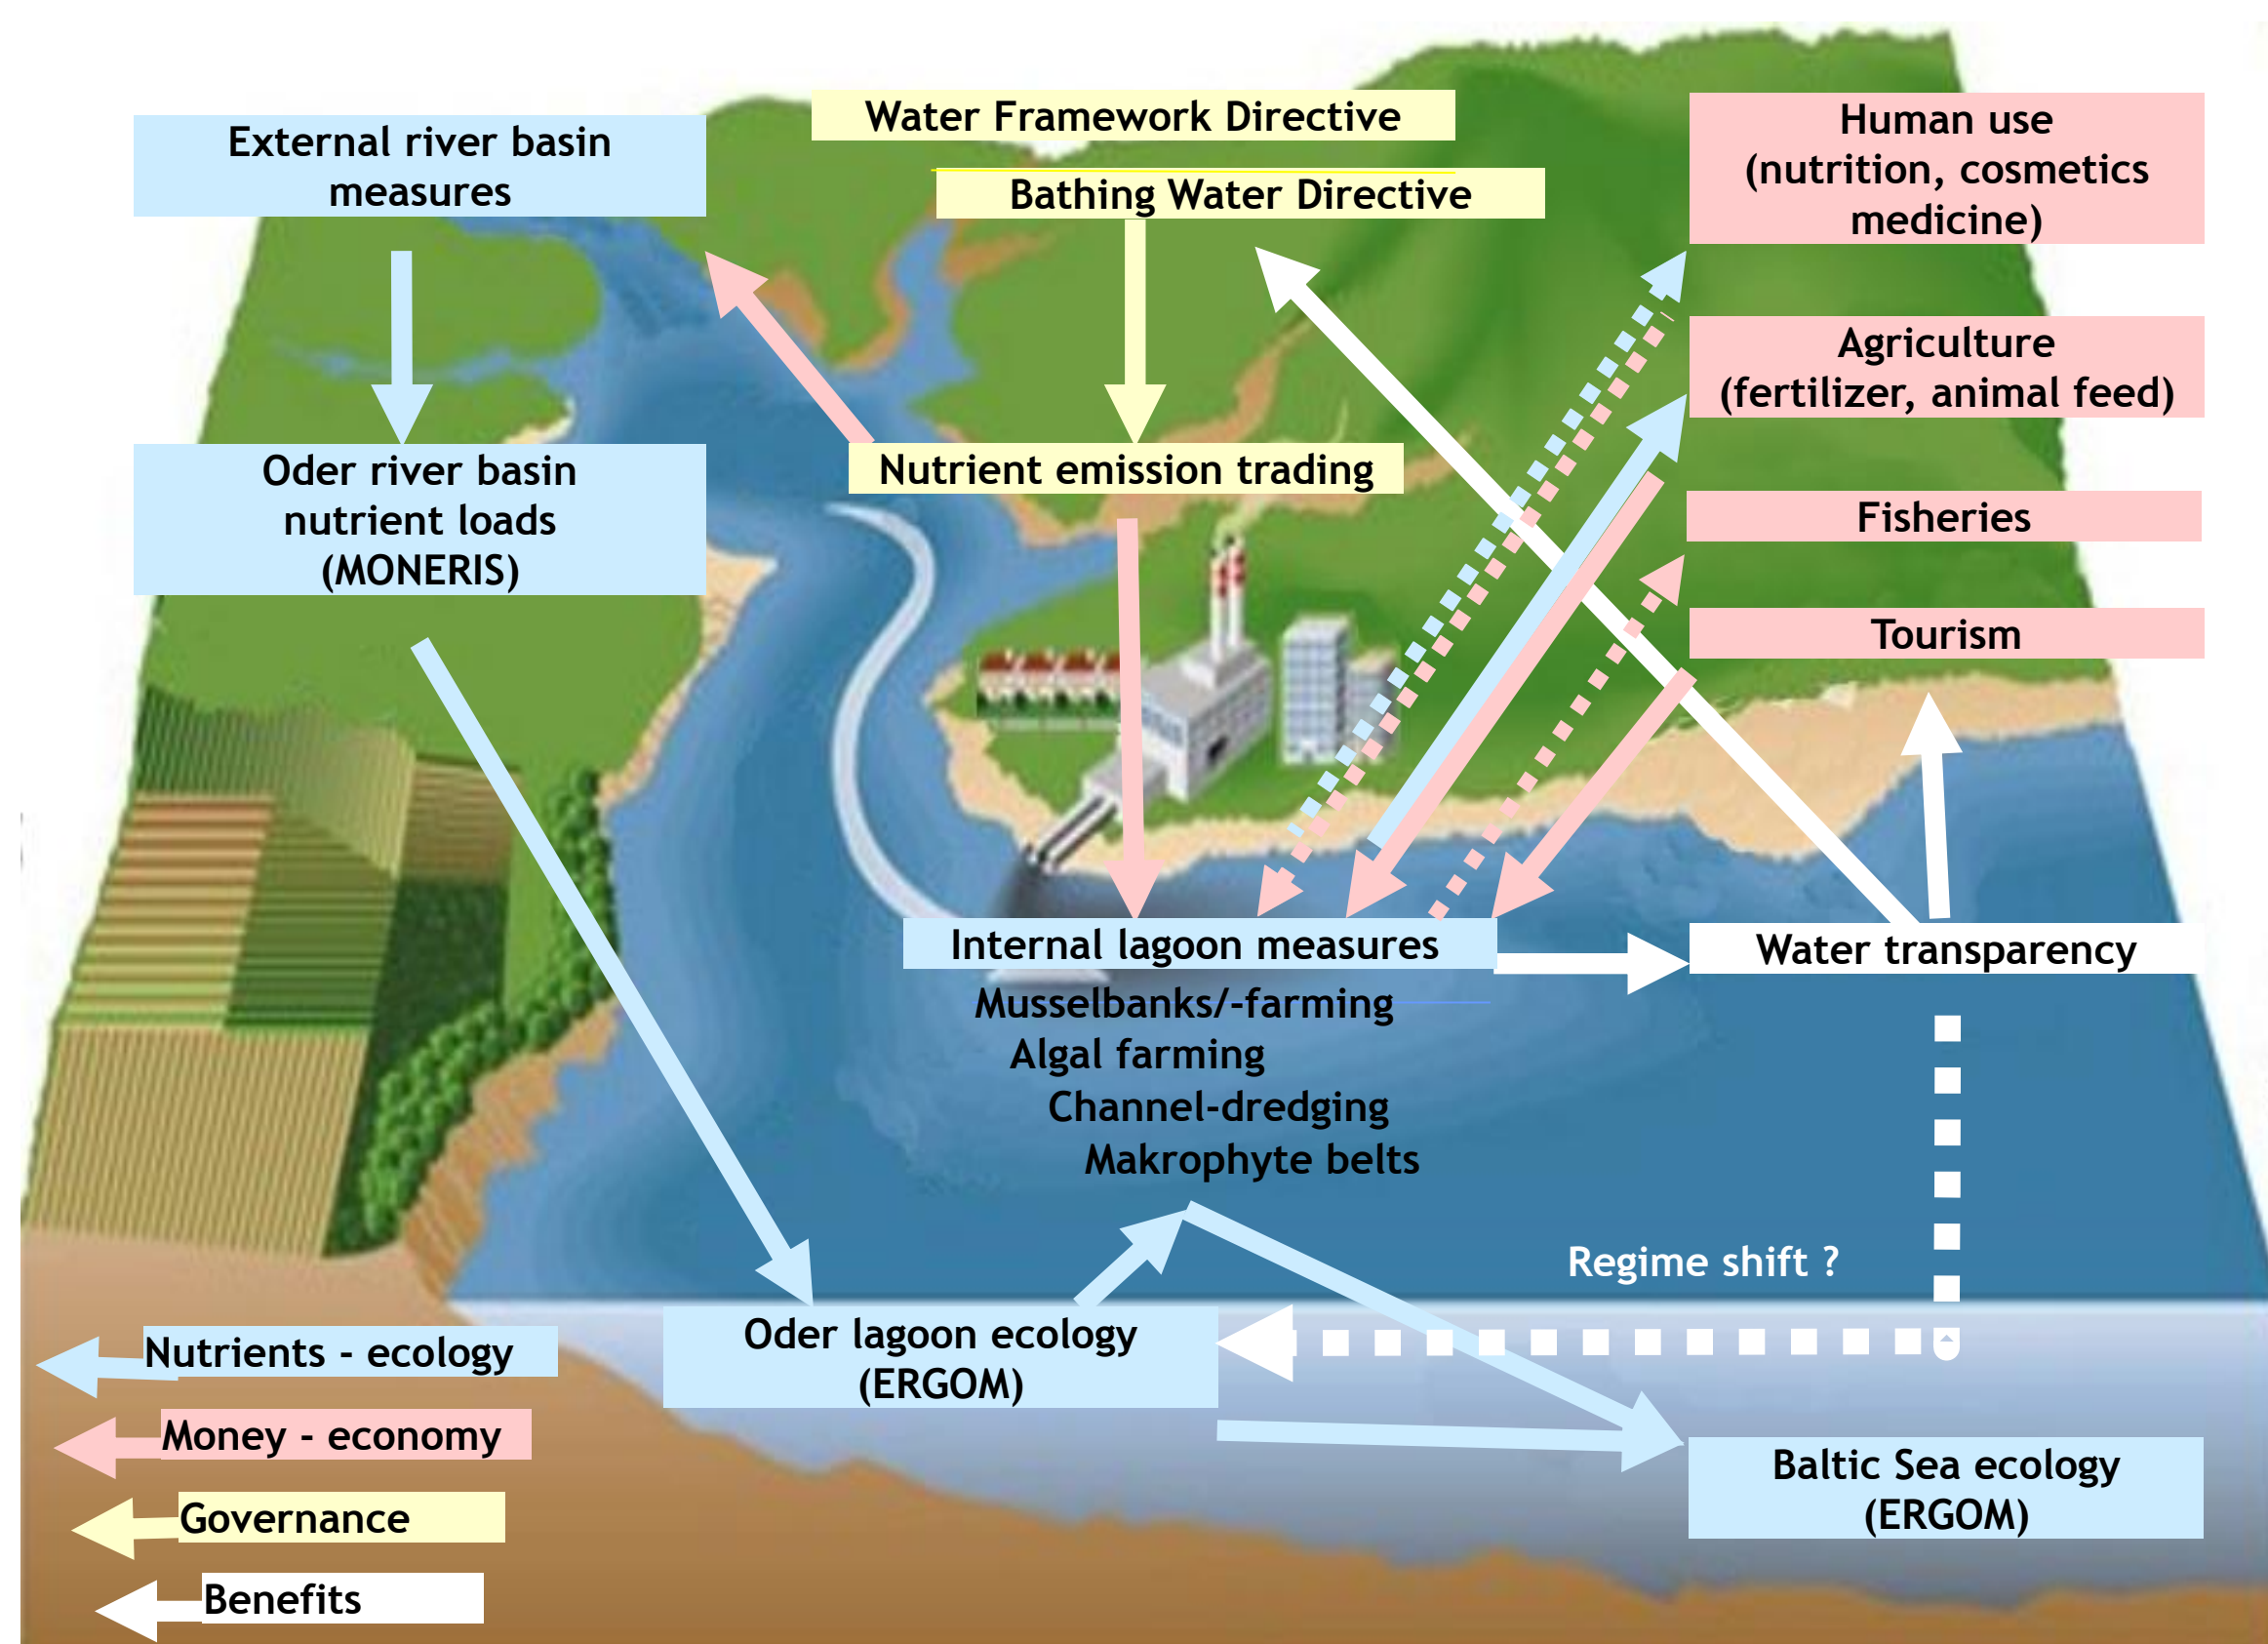 External river basin
measures
Water Framework Directive
Bathing Water Directive
Human use
(nutrition, cosmetics
medicine)
Agriculture
(fertilizer, animal feed)
Oder river basin
nutrient loads
(MONERIS)
Nutrient emission trading
Fisheries
Tourism
Internal lagoon measures
Water transparency
Musselbanks/-farming
Algal farming
Channel-dredging
Makrophyte belts
Regime shift ?
Oder lagoon ecology
(ERGOM)
Baltic Sea ecology
(ERGOM)
Nutrients - ecology
Money - economy
Governance
Benefits